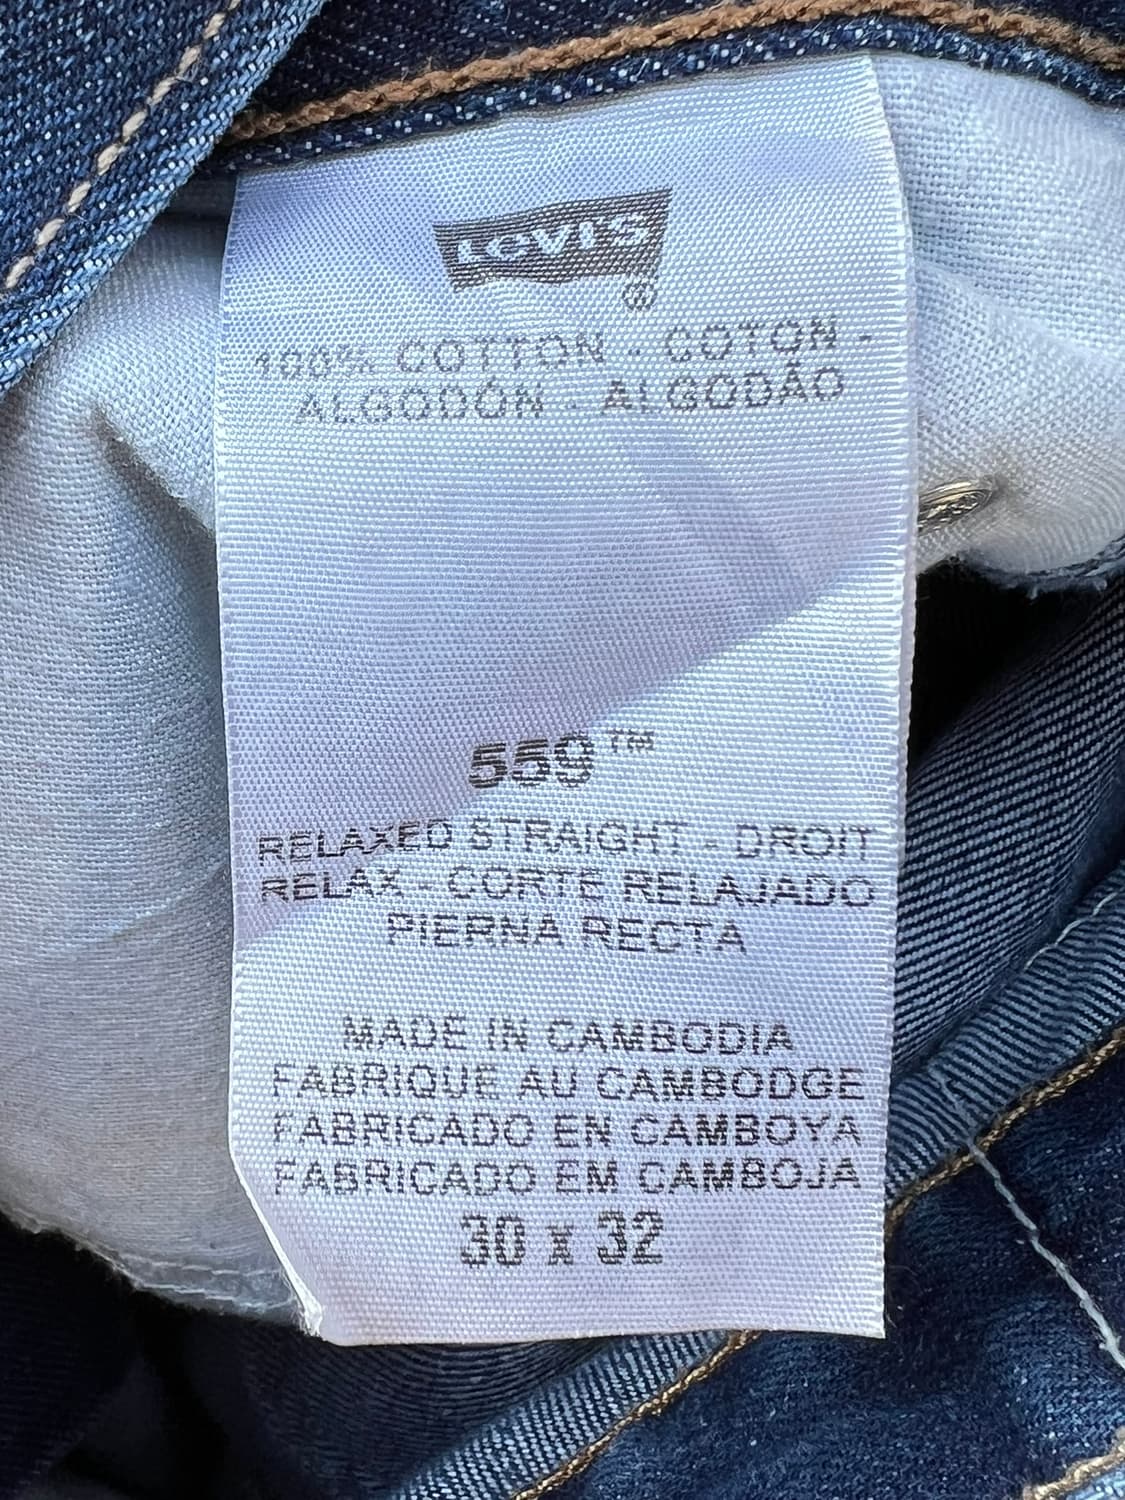 LEVI'S
®
100% COTTON - COTON -
ALGODÓN - ALGODÃO
559™
RELAXED STRAIGHT - DROIT
RELAX - CORTE RELAJADO
PIERNA RECTA
MADE IN CAMBODIA
FABRIQUE AU CAMBODGE
FABRICADO EN CAMBOYA
FABRICADO EM CAMBOJA
30 x 32